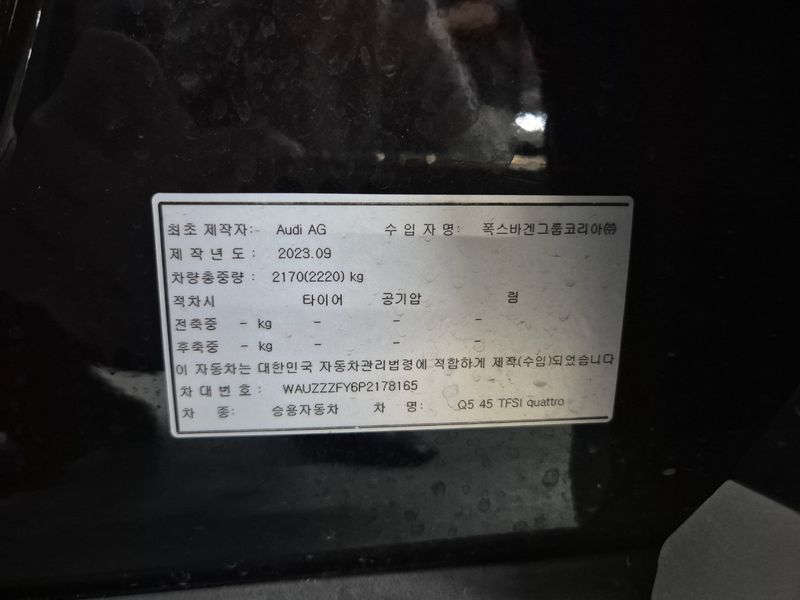 최초 제작자: Audi AG 수 입 자 명: 폭스바겐그룹코리아㈜
제 작 년 도 : 2023.09
차량총중량 : 2170(2220) kg
적차시 타이어 공기압 림
전축중 - kg - - -
후축중 - kg - - -
이 자동차는 대한민국 자동차관리법령에 적합하게 제작(수입)되었습니다
차 대 번 호 : WAUZZZFY6P2178165
차 종: 승용자동차 차 명: Q5 45 TFSI quattro